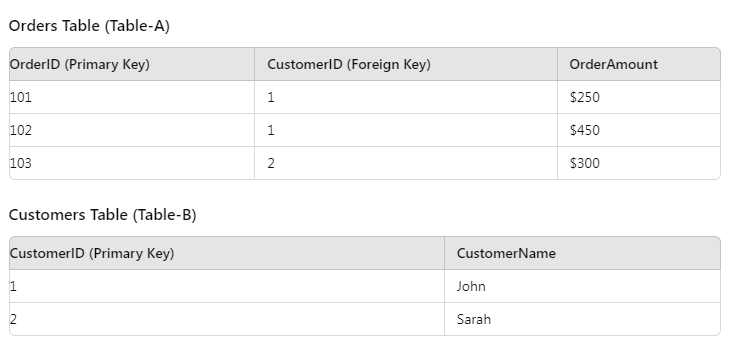 Orders Table (Table-A)
OrderID (Primary Key) CustomerID (Foreign Key) OrderAmount
101 1 $250
102 1 $450
103 2 $300
Customers Table (Table-B)
CustomerID (Primary Key) CustomerName
1 John
2 Sarah